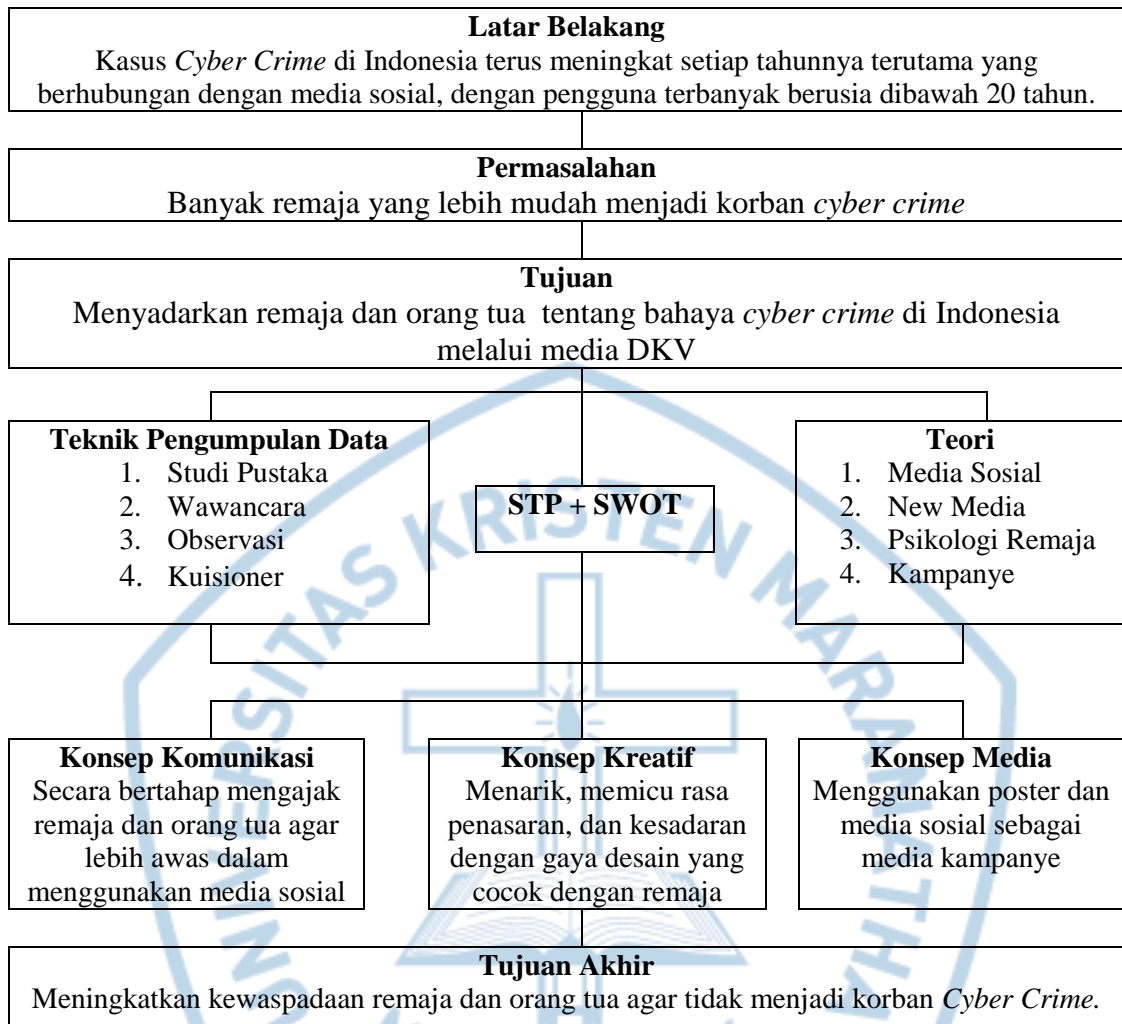 Latar Belakang
Kasus Cyber Crime di Indonesia terus meningkat setiap tahunnya terutama yang
berhubungan dengan media sosial, dengan pengguna terbanyak berusia dibawah 20 tahun.
Permasalahan
Banyak remaja yang lebih mudah menjadi korban cyber crime
Tujuan
Menyadarkan remaja dan orang tua tentang bahaya cyber crime di Indonesia
melalui media DKV
Teknik Pengumpulan Data
1. Studi Pustaka
2. Wawancara
3. Observasi
4. Kuisioner
STP + SWOT
Teori
1. Media Sosial
2. New Media
3. Psikologi Remaja
4. Kampanye
Konsep Komunikasi
Secara bertahap mengajak
remaja dan orang tua agar
lebih awas dalam
menggunakan media sosial
Konsep Kreatif
Menarik, memicu rasa
penasaran, dan kesadaran
dengan gaya desain yang
cocok dengan remaja
Konsep Media
Menggunakan poster dan
media sosial sebagai
media kampanye
Tujuan Akhir
Meningkatkan kewaspadaan remaja dan orang tua agar tidak menjadi korban Cyber Crime.
UNIVERSITAS KRISTEN MARANATHA